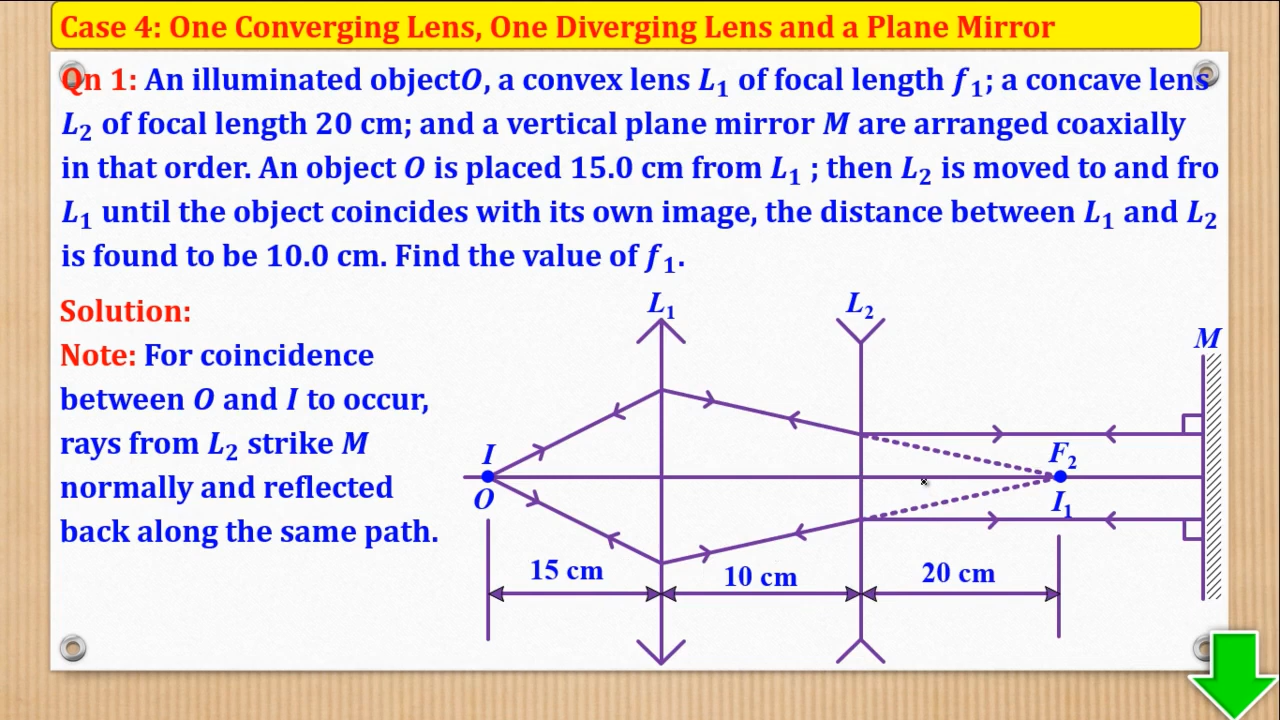 Case 4: One Converging Lens, One Diverging Lens and a Plane Mirror
Qn 1: An illuminated objectO, a convex lens L₁ of focal length f₁; a concave lens
L₂ of focal length 20 cm; and a vertical plane mirror M are arranged coaxially
in that order. An object O is placed 15.0 cm from L₁ ; then L₂ is moved to and fro
L₁ until the object coincides with its own image, the distance between L₁ and L₂
is found to be 10.0 cm. Find the value of f₁.
Solution:
Note: For coincidence
between O and I to occur,
rays from L₂ strike M
normally and reflected
back along the same path.
L₁
L₂
M
I
O
F₂
I₁
15 cm
10 cm
20 cm